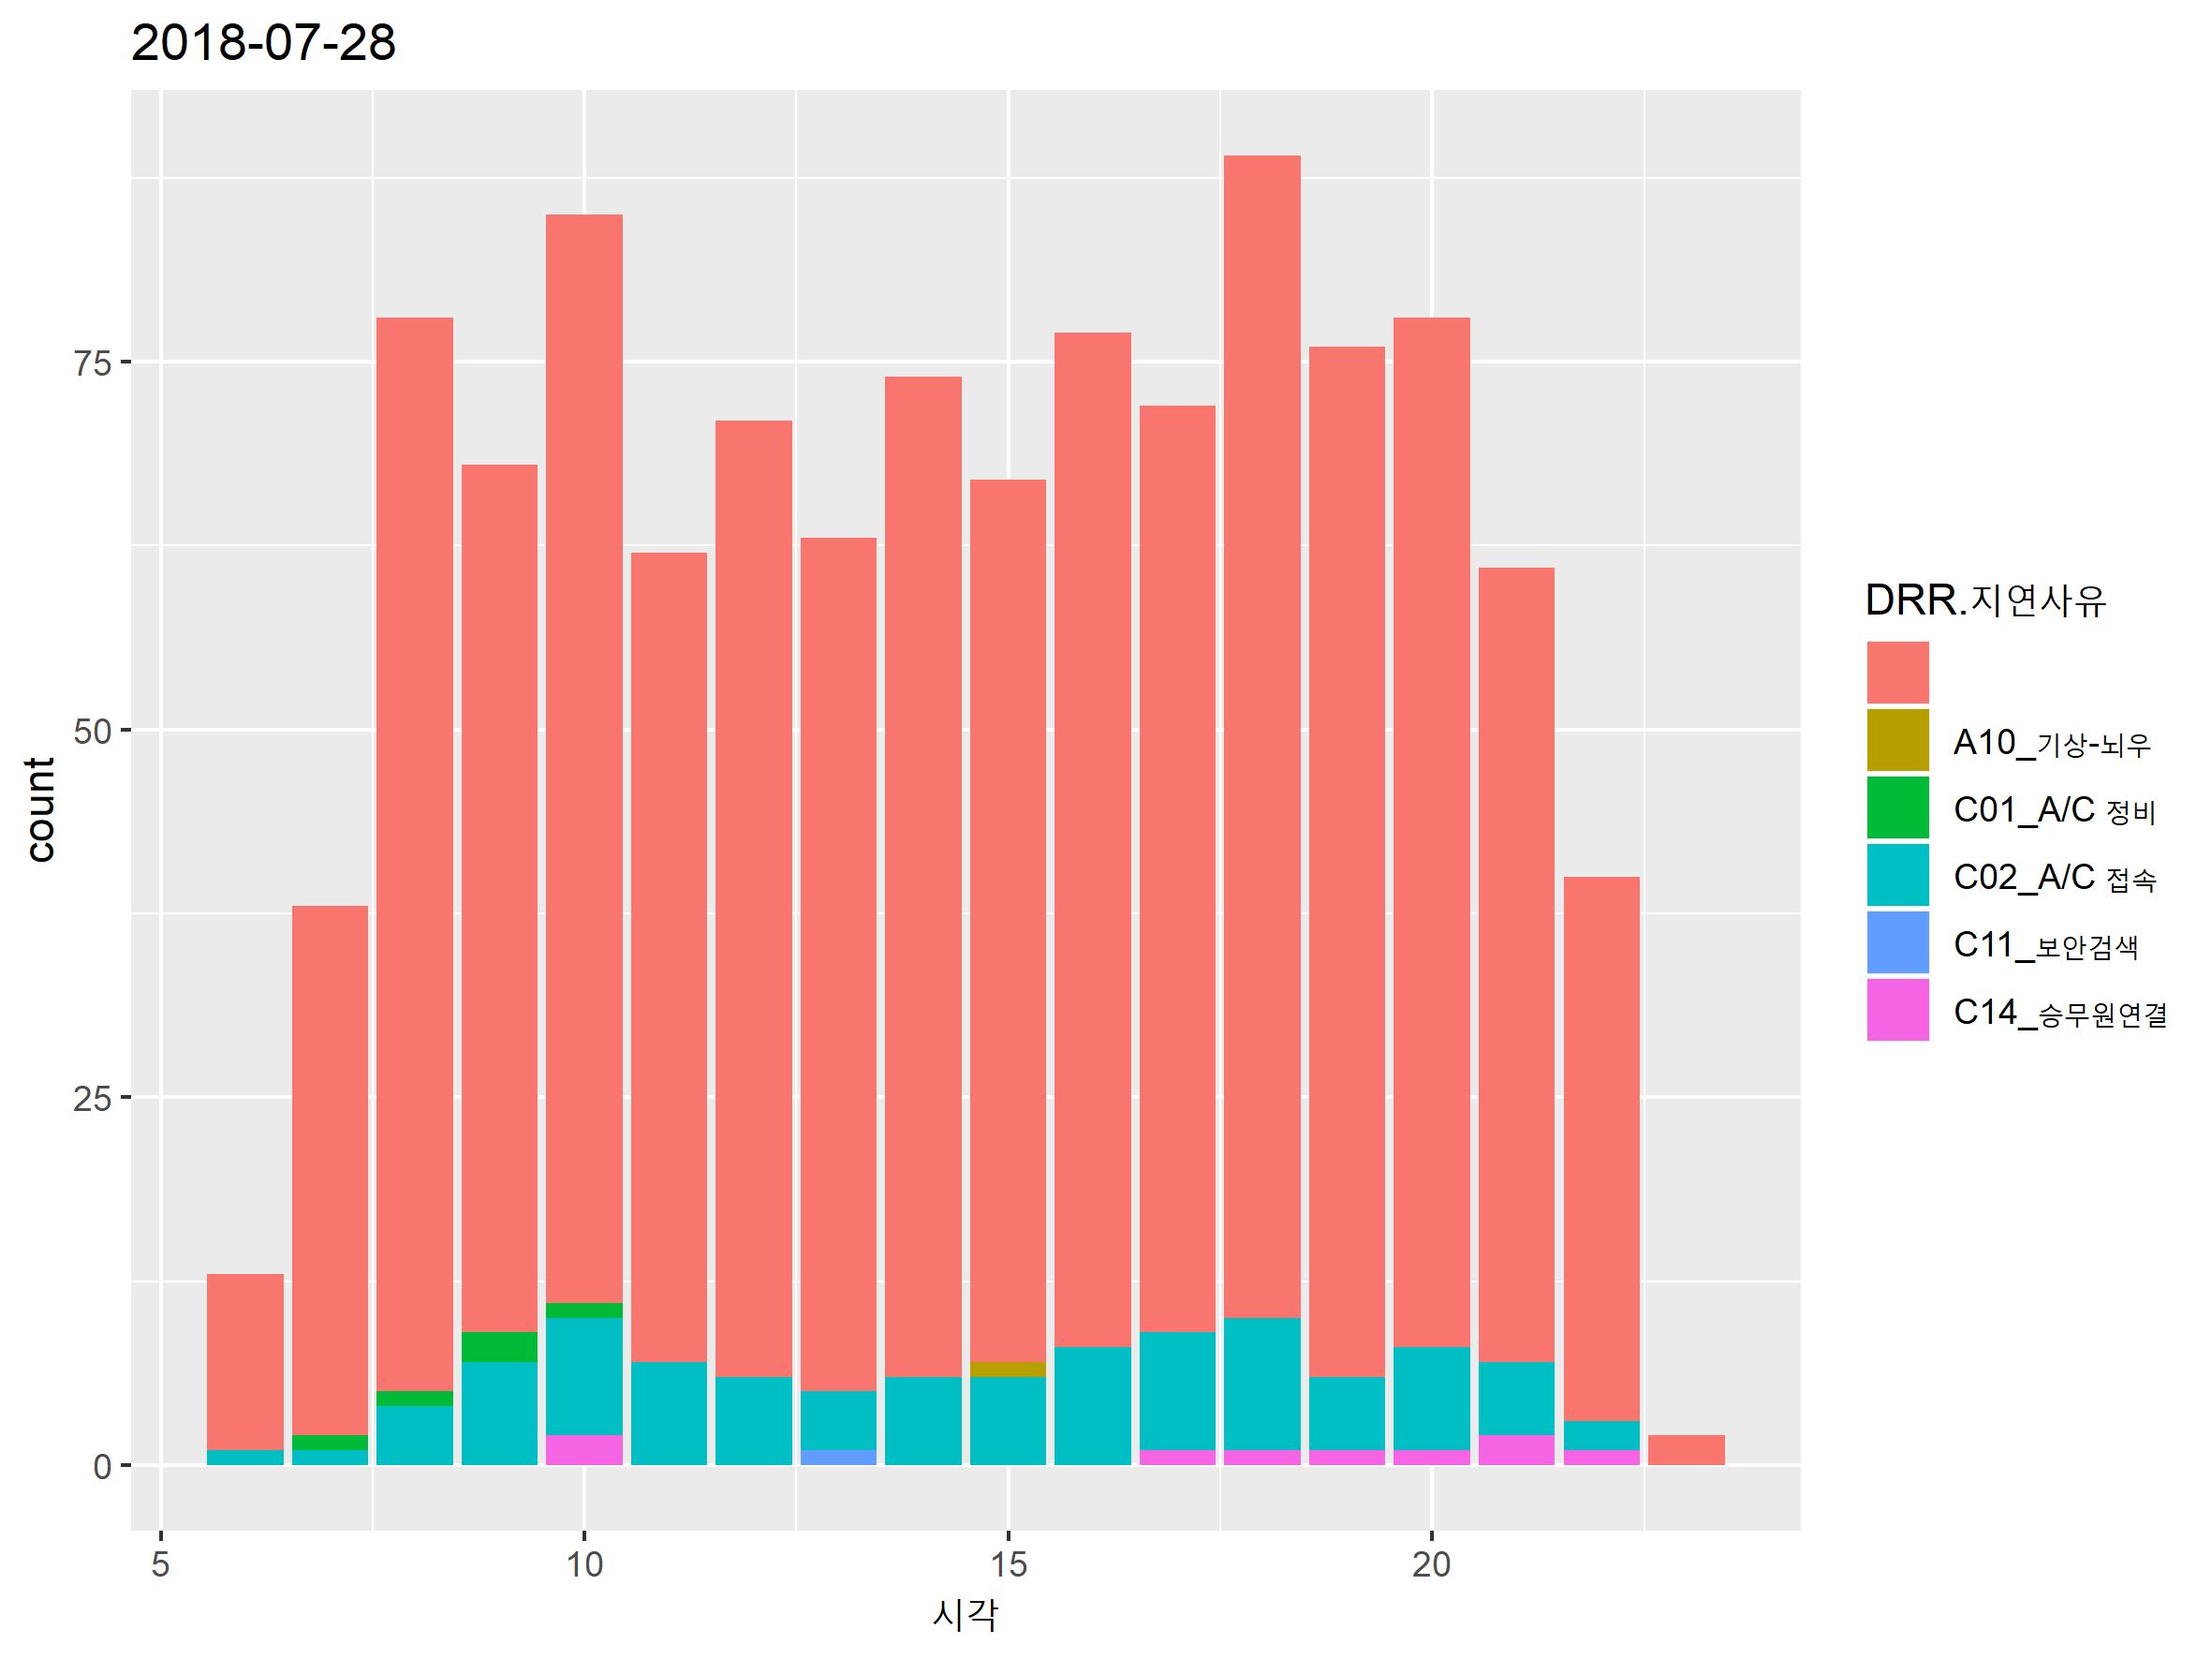 2018-07-28
75
50
25
0
count
5 10 15 20
시각
DRR.지연사유
A10_기상-뇌우
C01_A/C 정비
C02_A/C 접속
C11_보안검색
C14_승무원연결